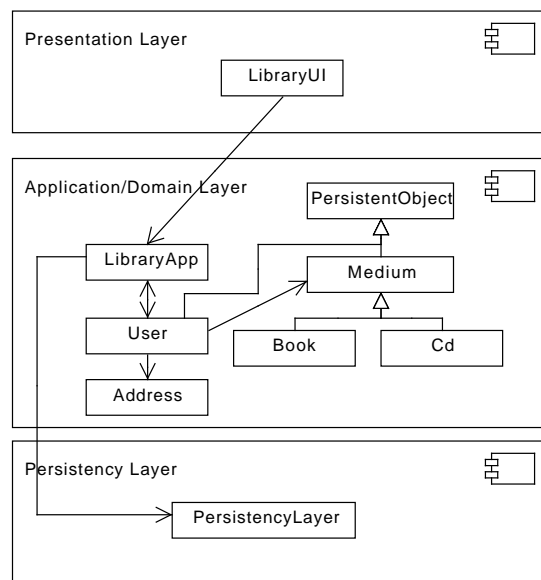 Presentation Layer
LibraryUI
Application/Domain Layer
PersistentObject
LibraryApp
Medium
User
Book
Cd
Address
Persistency Layer
PersistencyLayer